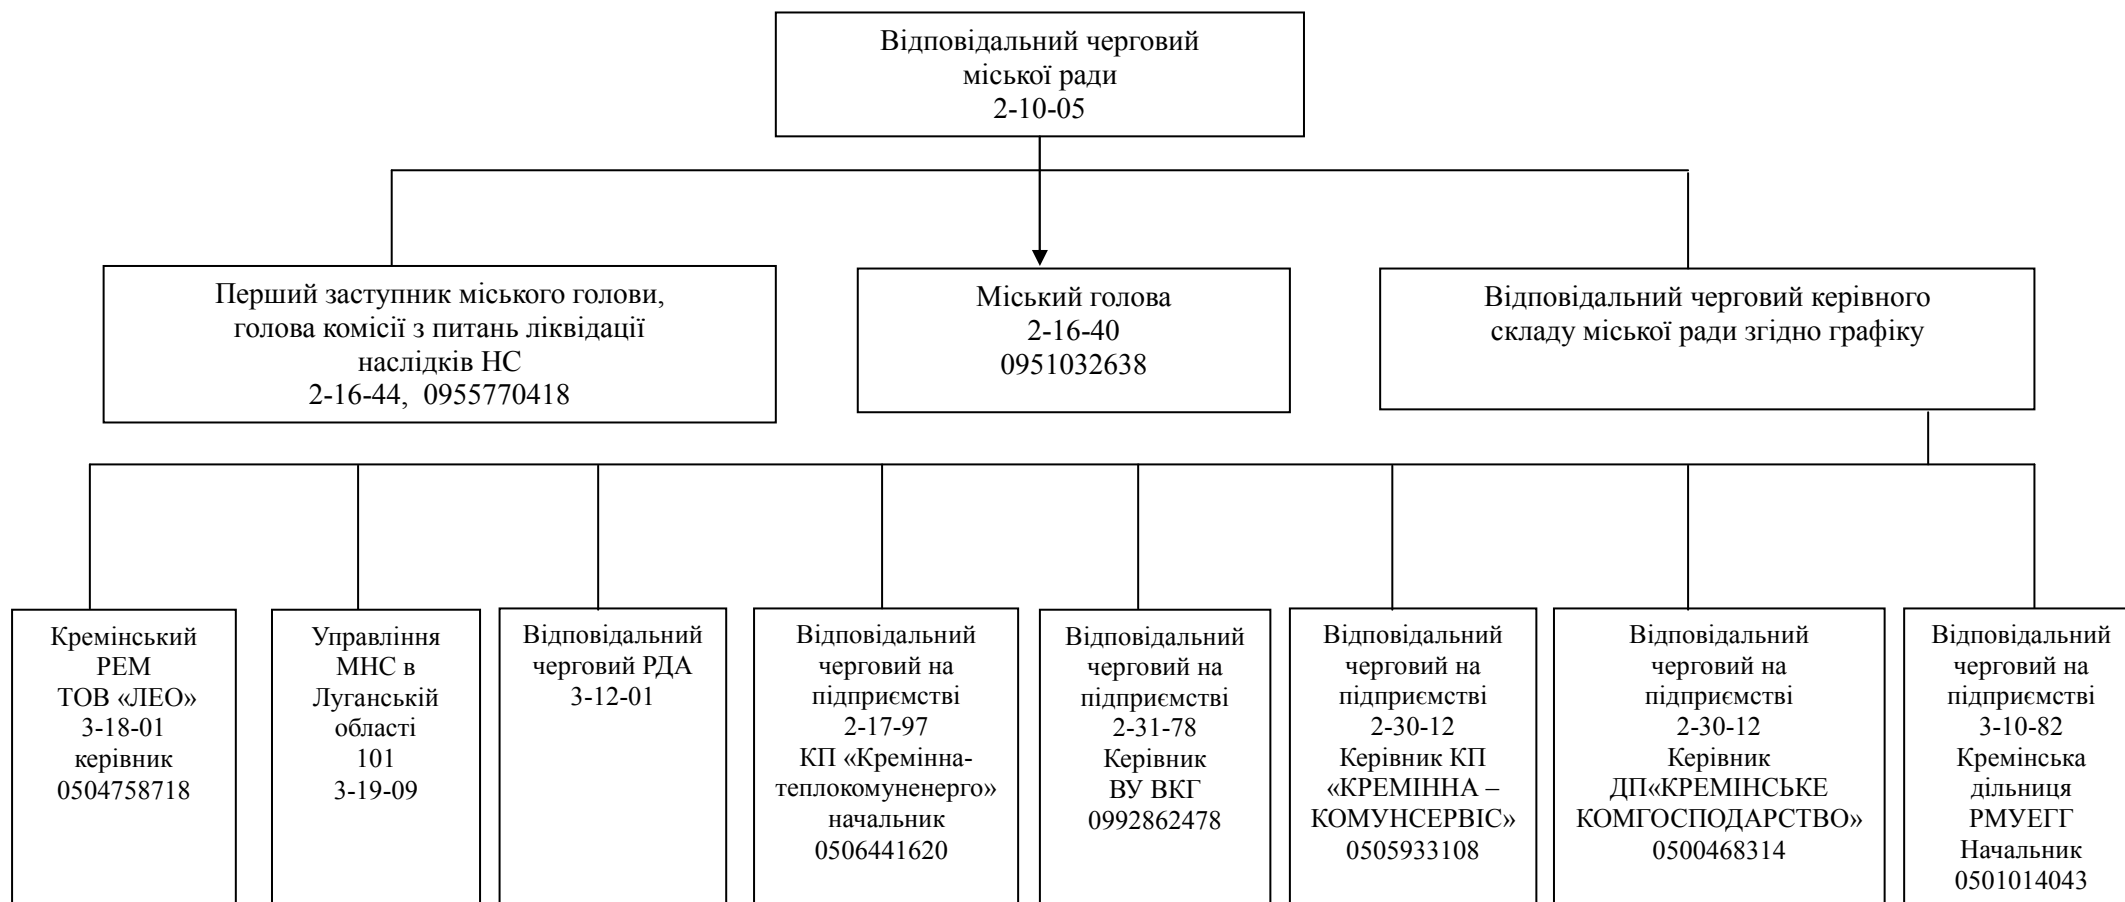 Відповідальний черговий
міської ради
2-10-05
Перший заступник міського голови,
голова комісії з питань ліквідації
наслідків НС
2-16-44, 0955770418
Міський голова
2-16-40
0951032638
Відповідальний черговий керівного
складу міської ради згідно графіку
Кремінський
РЕМ
ТОВ «ЛЕО»
3-18-01
керівник
0504758718
Управління
МНС в
Луганській
області
101
3-19-09
Відповідальний
черговий РДА
3-12-01
Відповідальний
черговий на
підприємстві
2-17-97
КП «Кремінна-
теплокомуненерго»
начальник
0506441620
Відповідальний
черговий на
підприємстві
2-31-78
Керівник
ВУ ВКГ
0992862478
Відповідальний
черговий на
підприємстві
2-30-12
Керівник КП
«КРЕМІННА –
КОМУНСЕРВІС»
0505933108
Відповідальний
черговий на
підприємстві
2-30-12
Керівник
ДП«КРЕМІНСЬКЕ
КОМГОСПОДАРСТВО»
0500468314
Відповідальний
черговий на
підприємстві
3-10-82
Кремінська
дільниця
РМУЕГГ
Начальник
0501014043